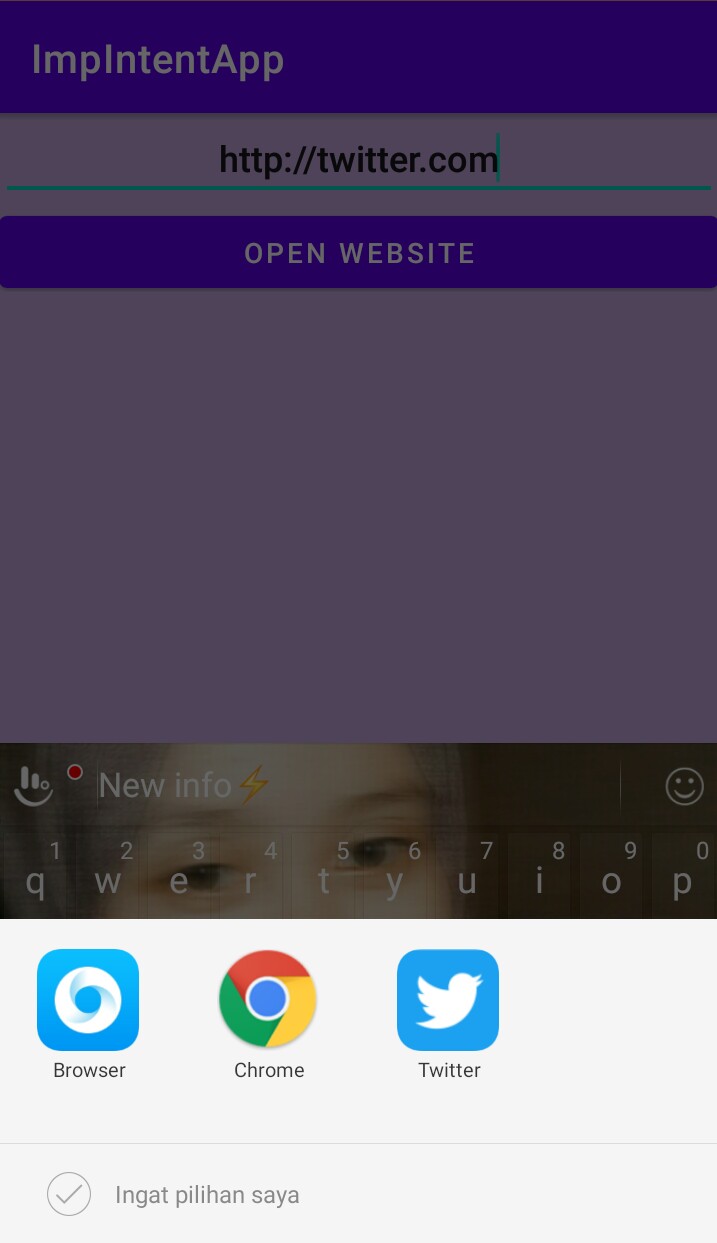 ImpIntentApp
http://twitter.com
OPEN WEBSITE
New info⚡
1 2 3 4 5 6 7 8 9 0
q w e r t y u i o p
Browser Chrome Twitter
Ingat pilihan saya